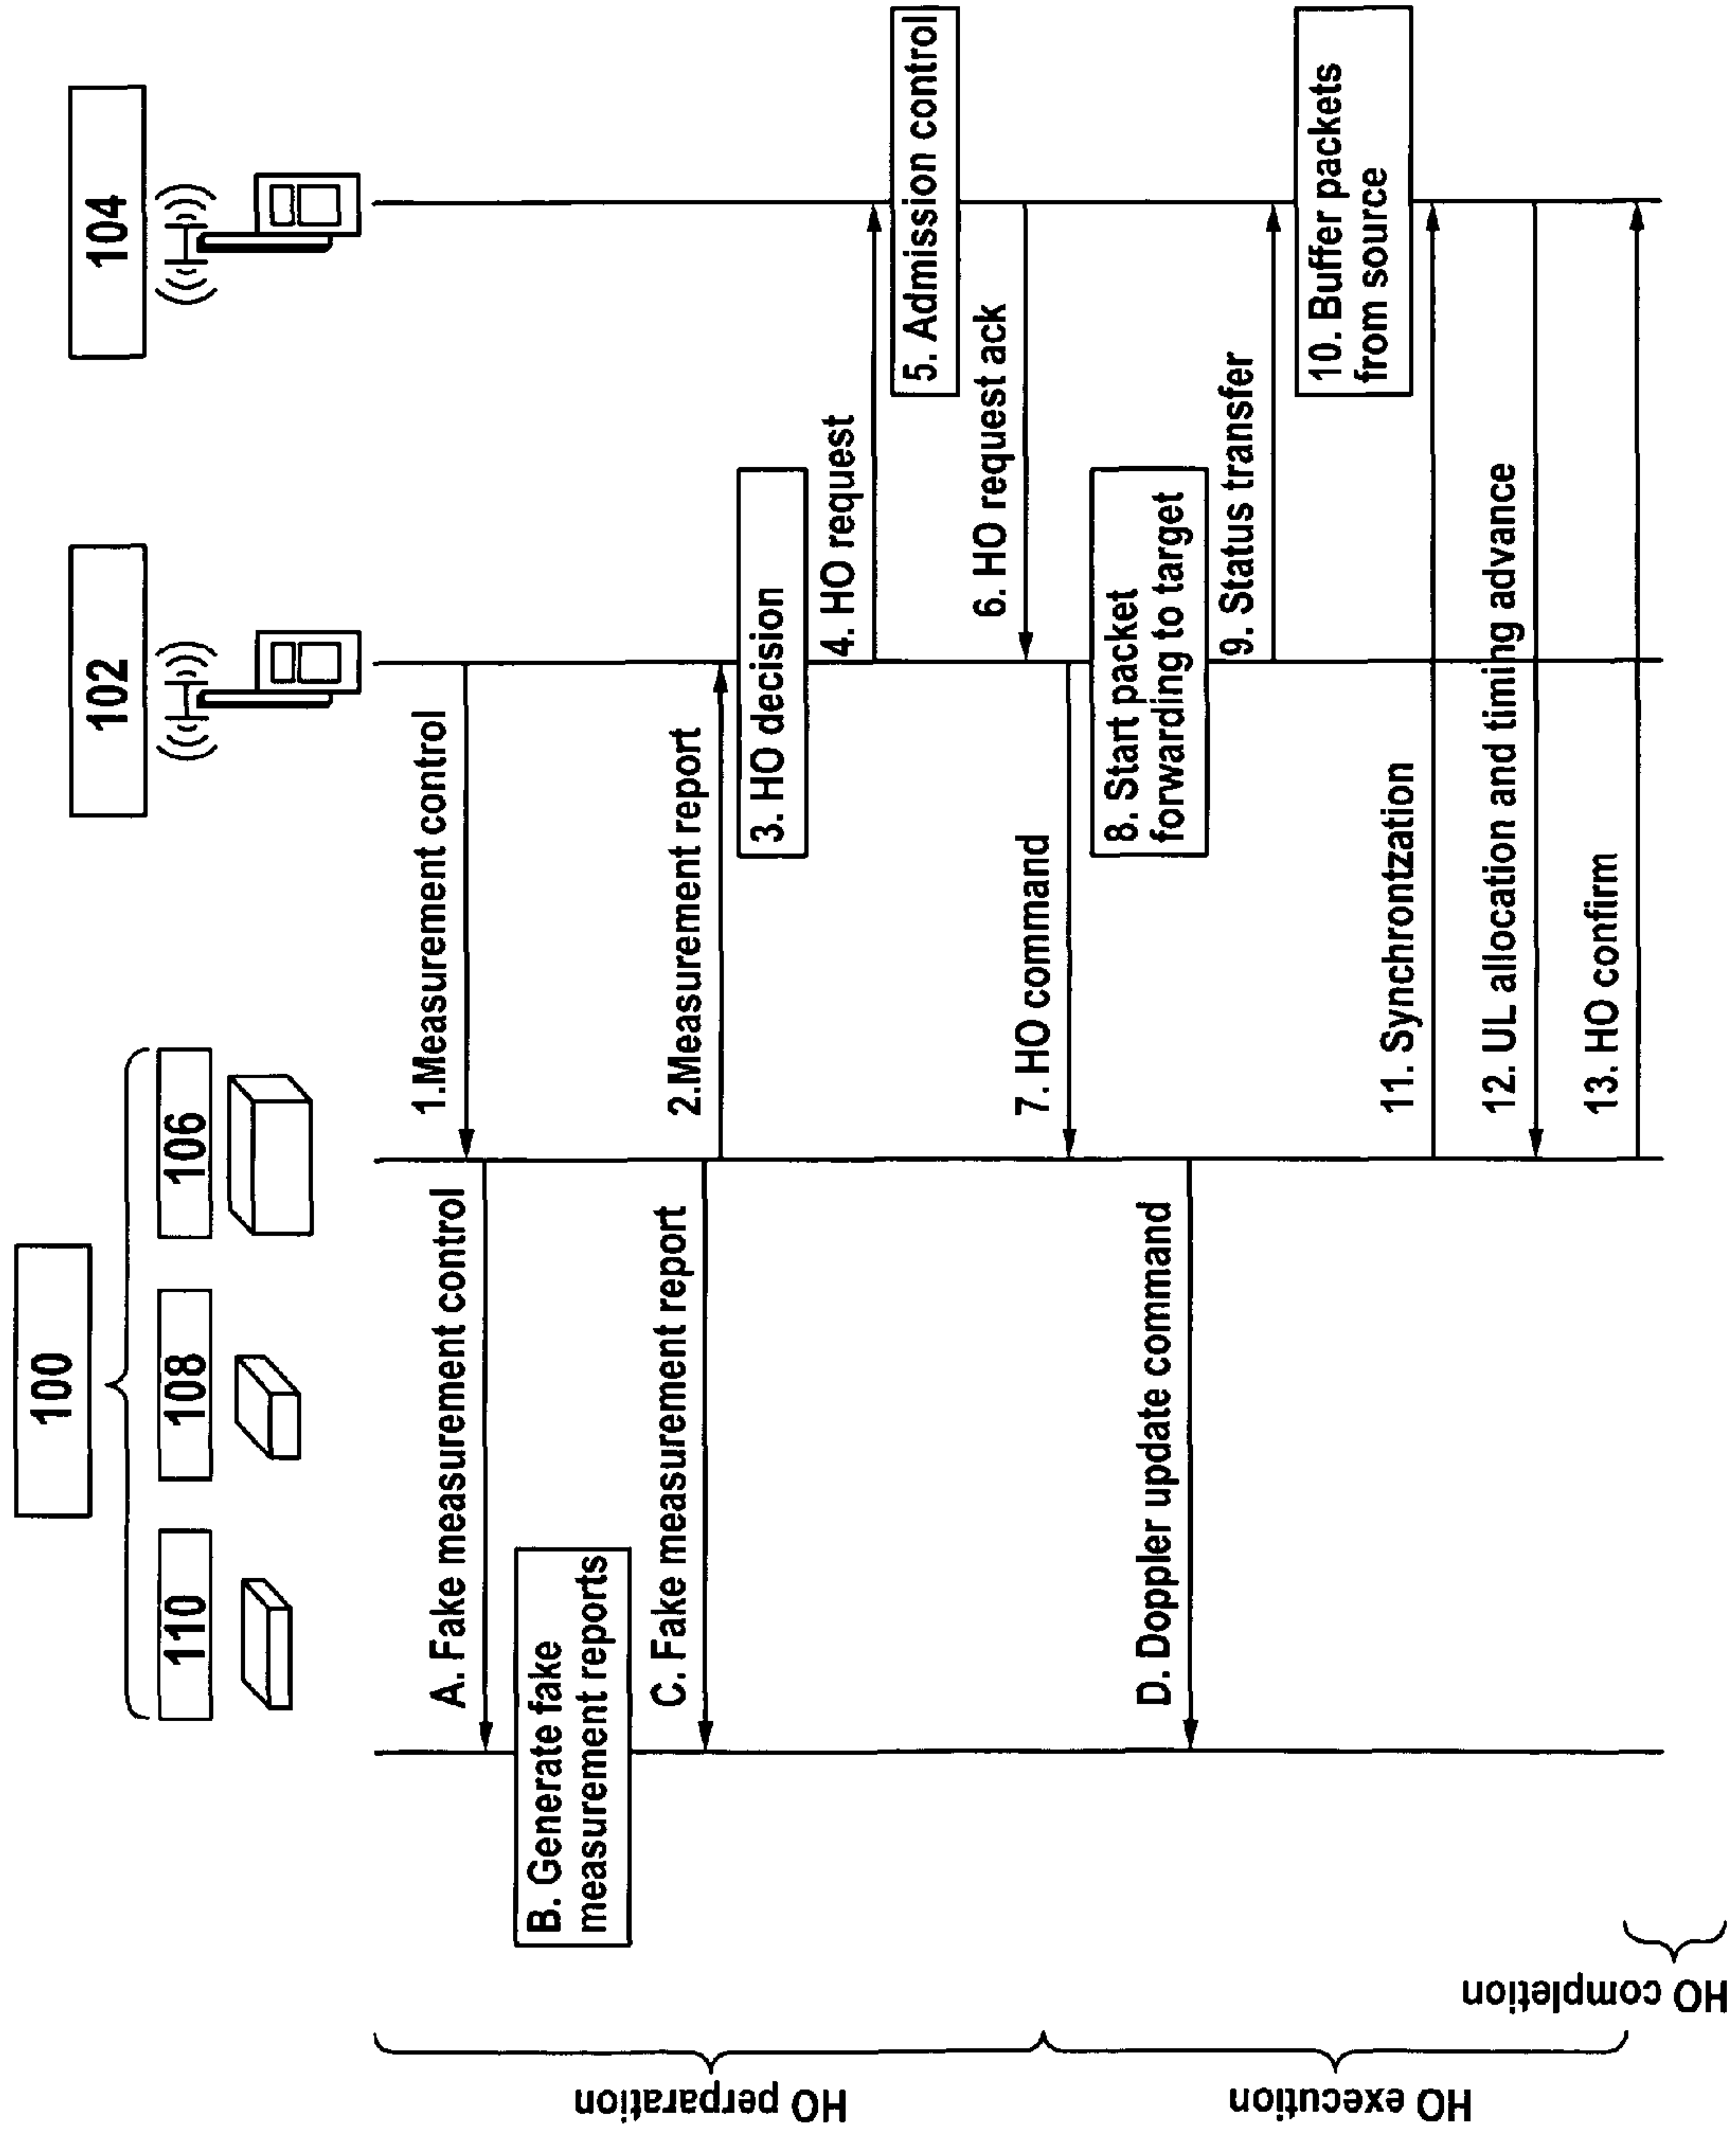 100
110
108
106
102
104
1.Measurement control
A. Fake measurement control
B. Generate fake
measurement reports
C. Fake measurement report
2.Measurement report
3. HO decision
4. HO request
5. Admission control
6. HO request ack
7. HO command
8. Start packet
forwarding to target
D. Doppler update command
9. Status transfer
10. Buffer packets
from source
11. Synchrontzation
12. UL allocation and timing advance
13. HO confirm
HO perparation
HO execution
HO completion